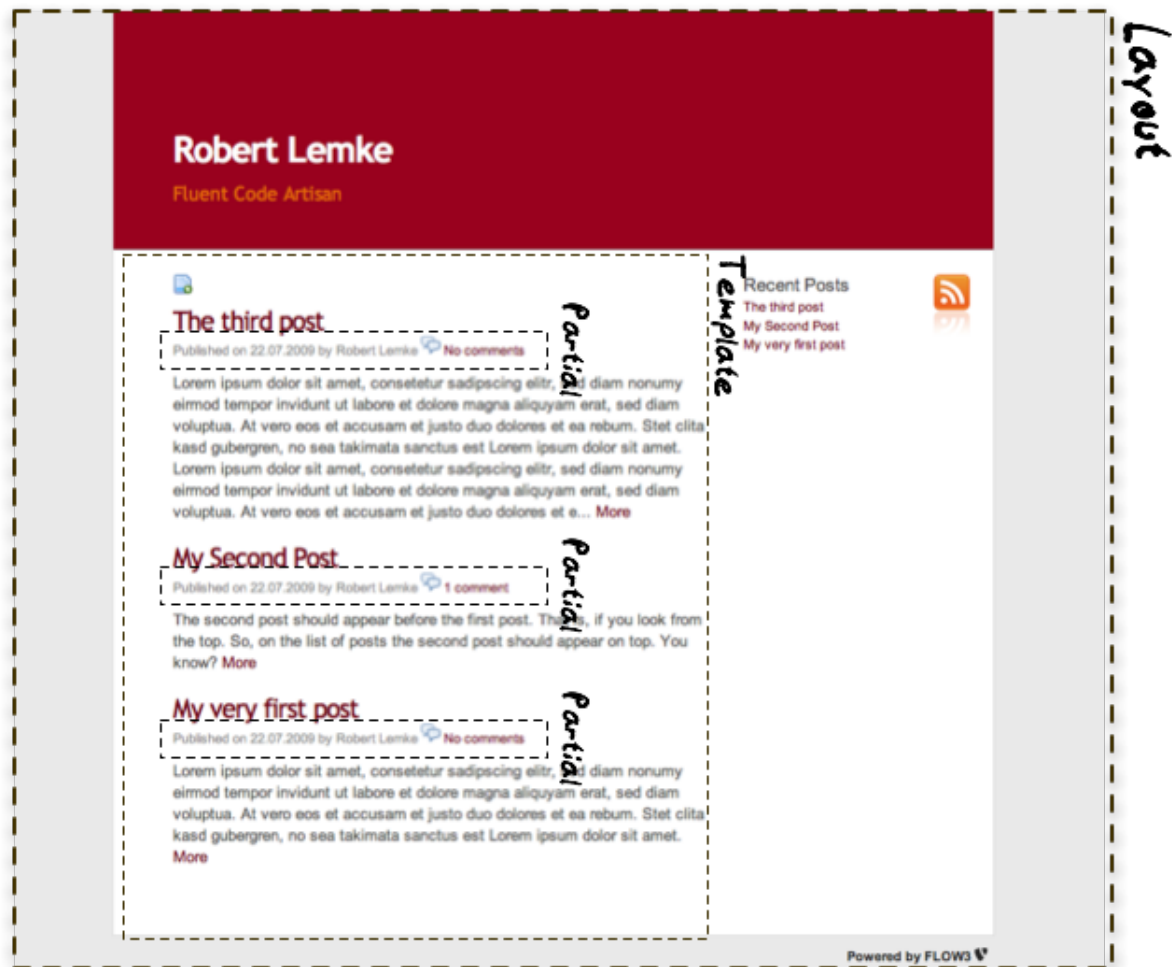 Layout
Robert Lemke
Fluent Code Artisan
Template
The third post
Partial
Published on 22.07.2009 by Robert Lemke No comments
Lorem ipsum dolor sit amet, consetetur sadipscing elitr, sed diam nonumy
eirmod tempor invidunt ut labore et dolore magna aliquyam erat, sed diam
voluptua. At vero eos et accusam et justo duo dolores et ea rebum. Stet clita
kasd gubergren, no sea takimata sanctus est Lorem ipsum dolor sit amet.
Lorem ipsum dolor sit amet, consetetur sadipscing elitr, sed diam nonumy
eirmod tempor invidunt ut labore et dolore magna aliquyam erat, sed diam
voluptua. At vero eos et accusam et justo duo dolores et e... More
My Second Post
Partial
Published on 22.07.2009 by Robert Lemke 1 comment
The second post should appear before the first post. That is, if you look from
the top. So, on the list of posts the second post should appear on top. You
know? More
My very first post
Partial
Published on 22.07.2009 by Robert Lemke No comments
Lorem ipsum dolor sit amet, consetetur sadipscing elitr, sed diam nonumy
eirmod tempor invidunt ut labore et dolore magna aliquyam erat, sed diam
voluptua. At vero eos et accusam et justo duo dolores et ea rebum. Stet clita
kasd gubergren, no sea takimata sanctus est Lorem ipsum dolor sit amet.
More
Recent Posts
The third post
My Second Post
My very first post
Powered by FLOW3